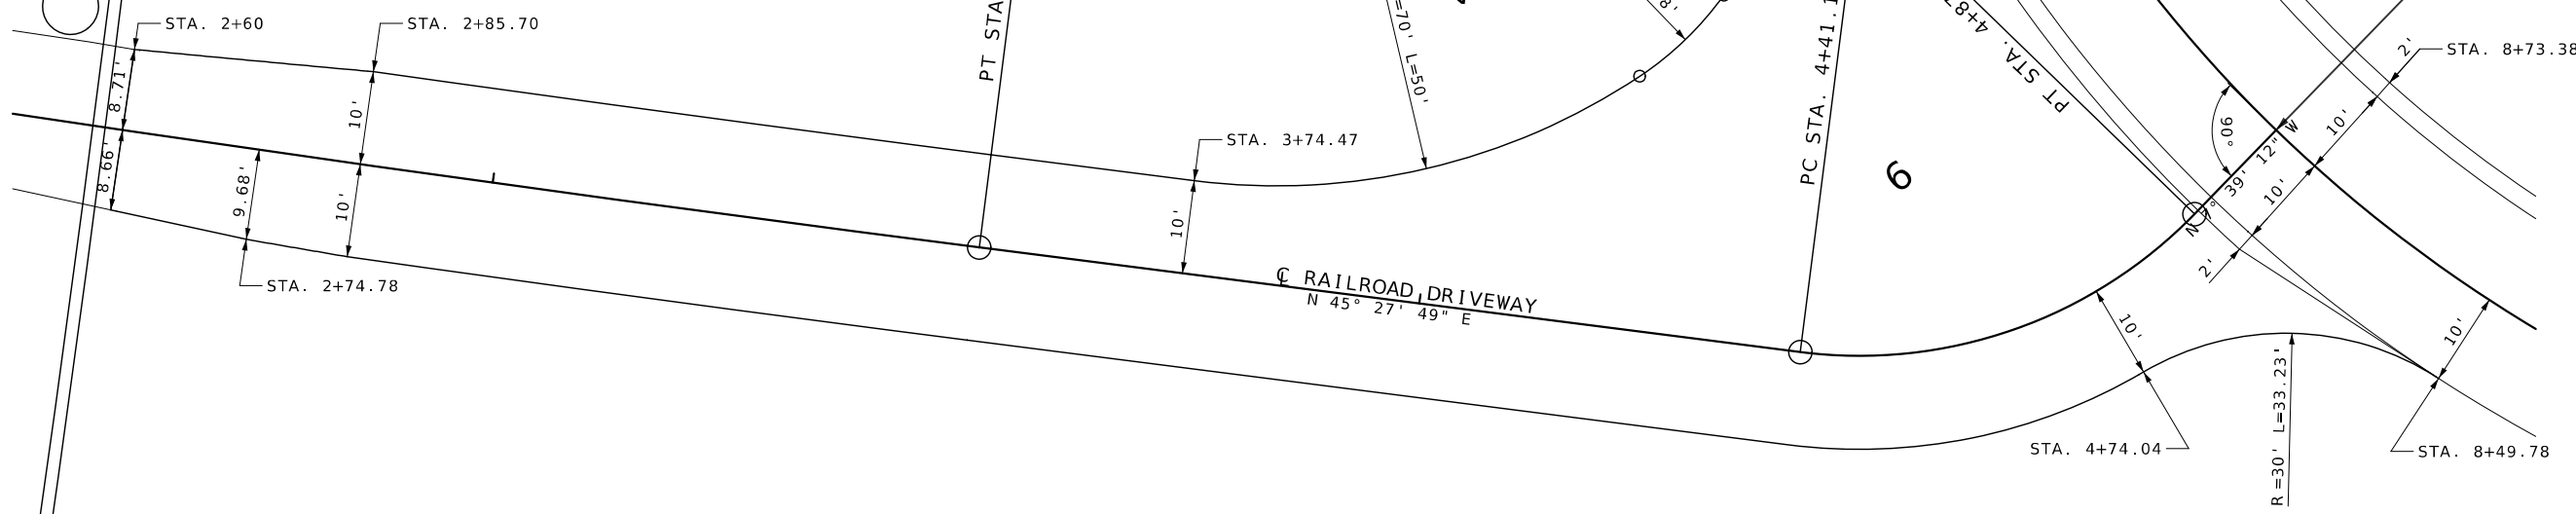 STA. 2+60
STA. 2+85.70
8.71'
8.66'
9.68'
10'
10'
STA. 2+74.78
PT STA
STA. 3+74.47
10'
=70' L=50'
8'
℄ RAILROAD DRIVEWAY
N 45° 27' 49" E
PC STA. 4+41.1
6
PT STA. 4+8
90°
39' 12" W
N
2'
STA. 8+73.38
10'
10'
2'
10'
STA. 4+74.04
R=30' L=33.23'
10'
STA. 8+49.78